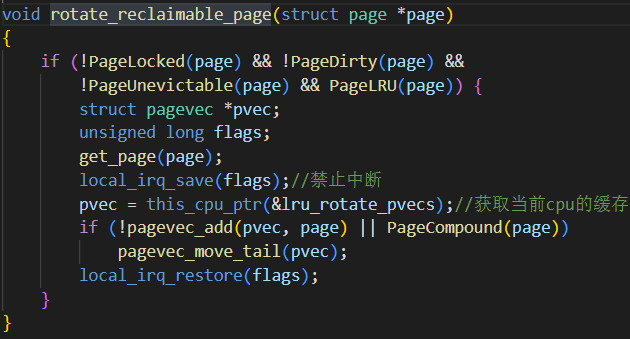 void rotate_reclaimable_page(struct page *page)
{
    if (!PageLocked(page) && !PageDirty(page) &&
        !PageUnevictable(page) && PageLRU(page)) {
        struct pagevec *pvec;
        unsigned long flags;
        get_page(page);
        local_irq_save(flags);//禁止中断
        pvec = this_cpu_ptr(&lru_rotate_pvecs);//获取当前cpu的缓存
        if (!pagevec_add(pvec, page) || PageCompound(page))
            pagevec_move_tail(pvec);
        local_irq_restore(flags);
    }
}